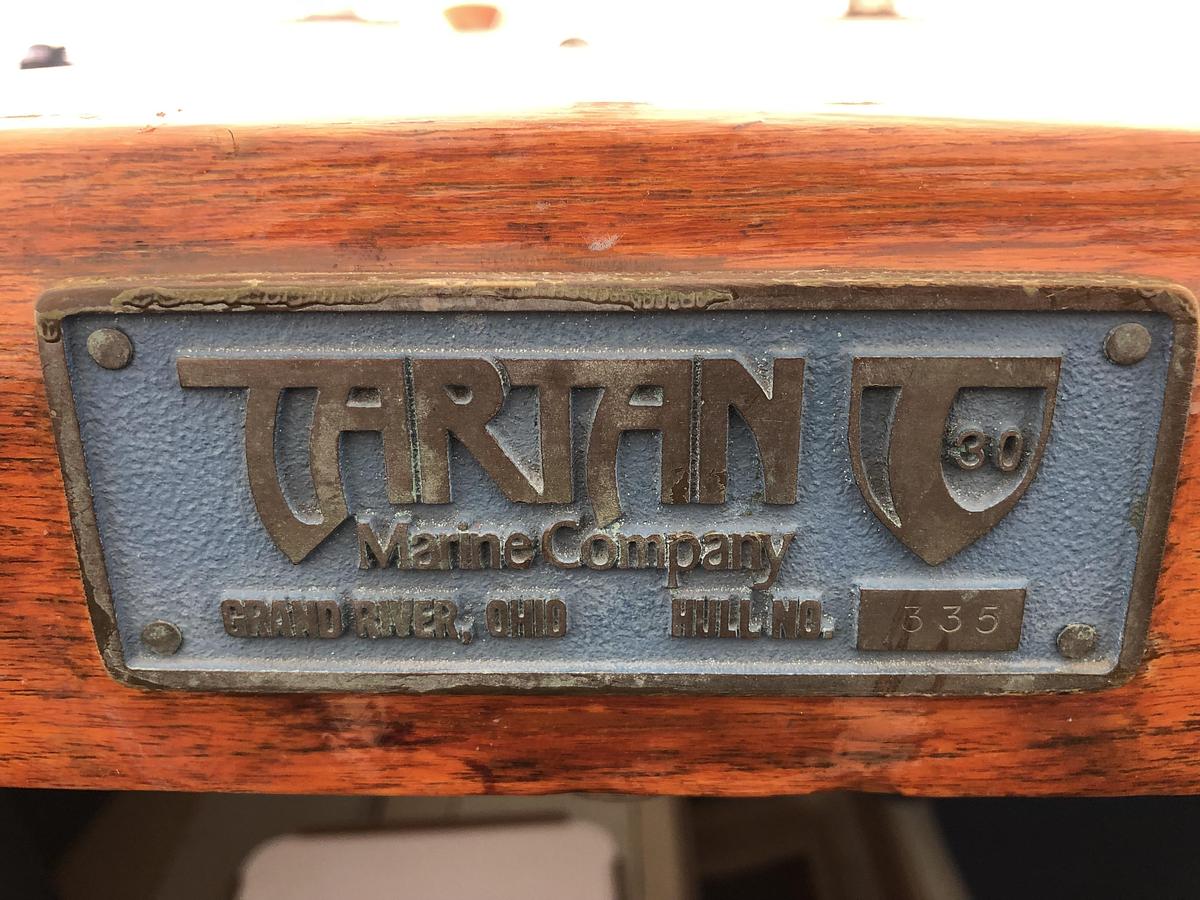 TARTAN
30
Marine Company
GRAND RIVER, OHIO HULL NO. 335